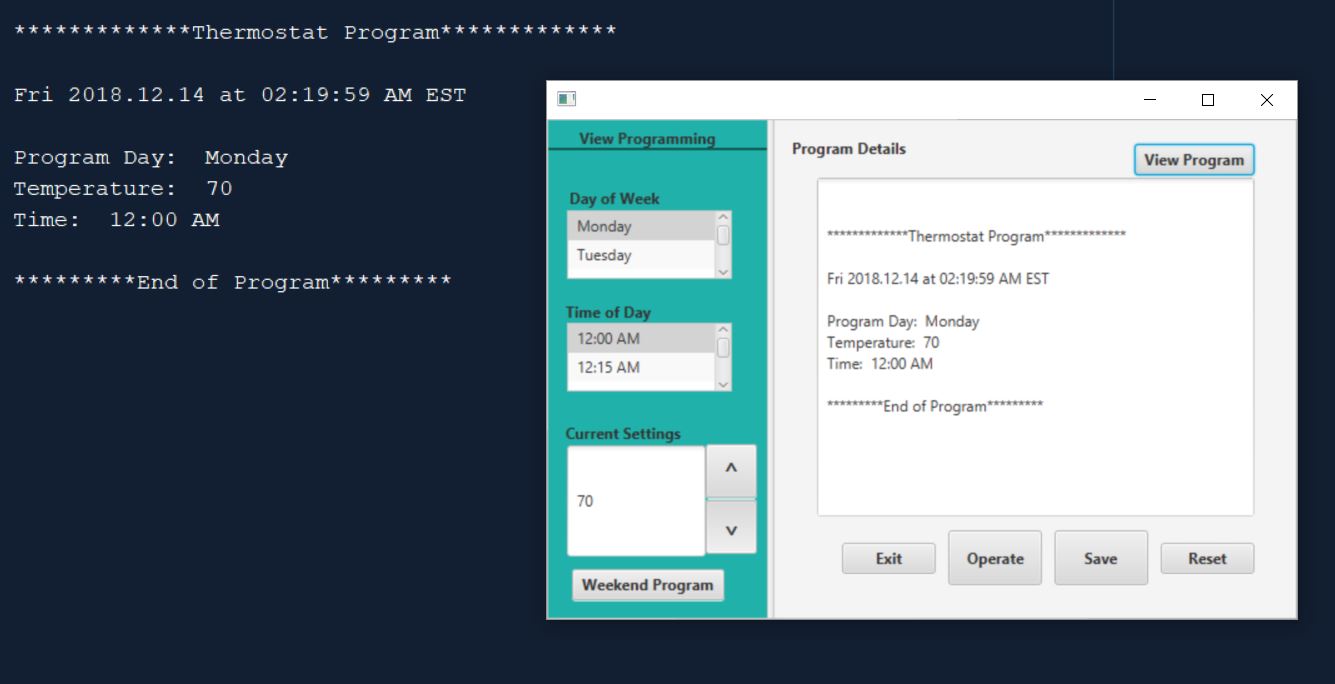 *************Thermostat Program*************
Fri 2018.12.14 at 02:19:59 AM EST
Program Day:  Monday
Temperature:  70
Time:  12:00 AM
*********End of Program*********
View Programming
Day of Week
Monday
Tuesday
Time of Day
12:00 AM
12:15 AM
Current Settings
70
Weekend Program
Program Details
View Program
*************Thermostat Program*************
Fri 2018.12.14 at 02:19:59 AM EST
Program Day:  Monday
Temperature:  70
Time:  12:00 AM
*********End of Program*********
Exit
Operate
Save
Reset